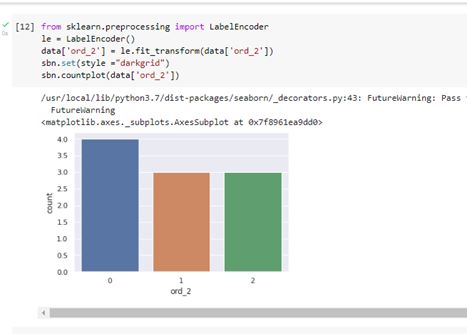 [12] from sklearn.preprocessing import LabelEncoder
le = LabelEncoder()
data['ord_2'] = le.fit_transform(data['ord_2'])
sbn.set(style ="darkgrid")
sbn.countplot(data['ord_2'])
/usr/local/lib/python3.7/dist-packages/seaborn/_decorators.py:43: FutureWarning: Pass
FutureWarning
<matplotlib.axes._subplots.AxesSubplot at 0x7f8961ea9dd0>
4.0
3.5
3.0
2.5
2.0
1.5
1.0
0.5
0.0
count
0 1 2
ord_2